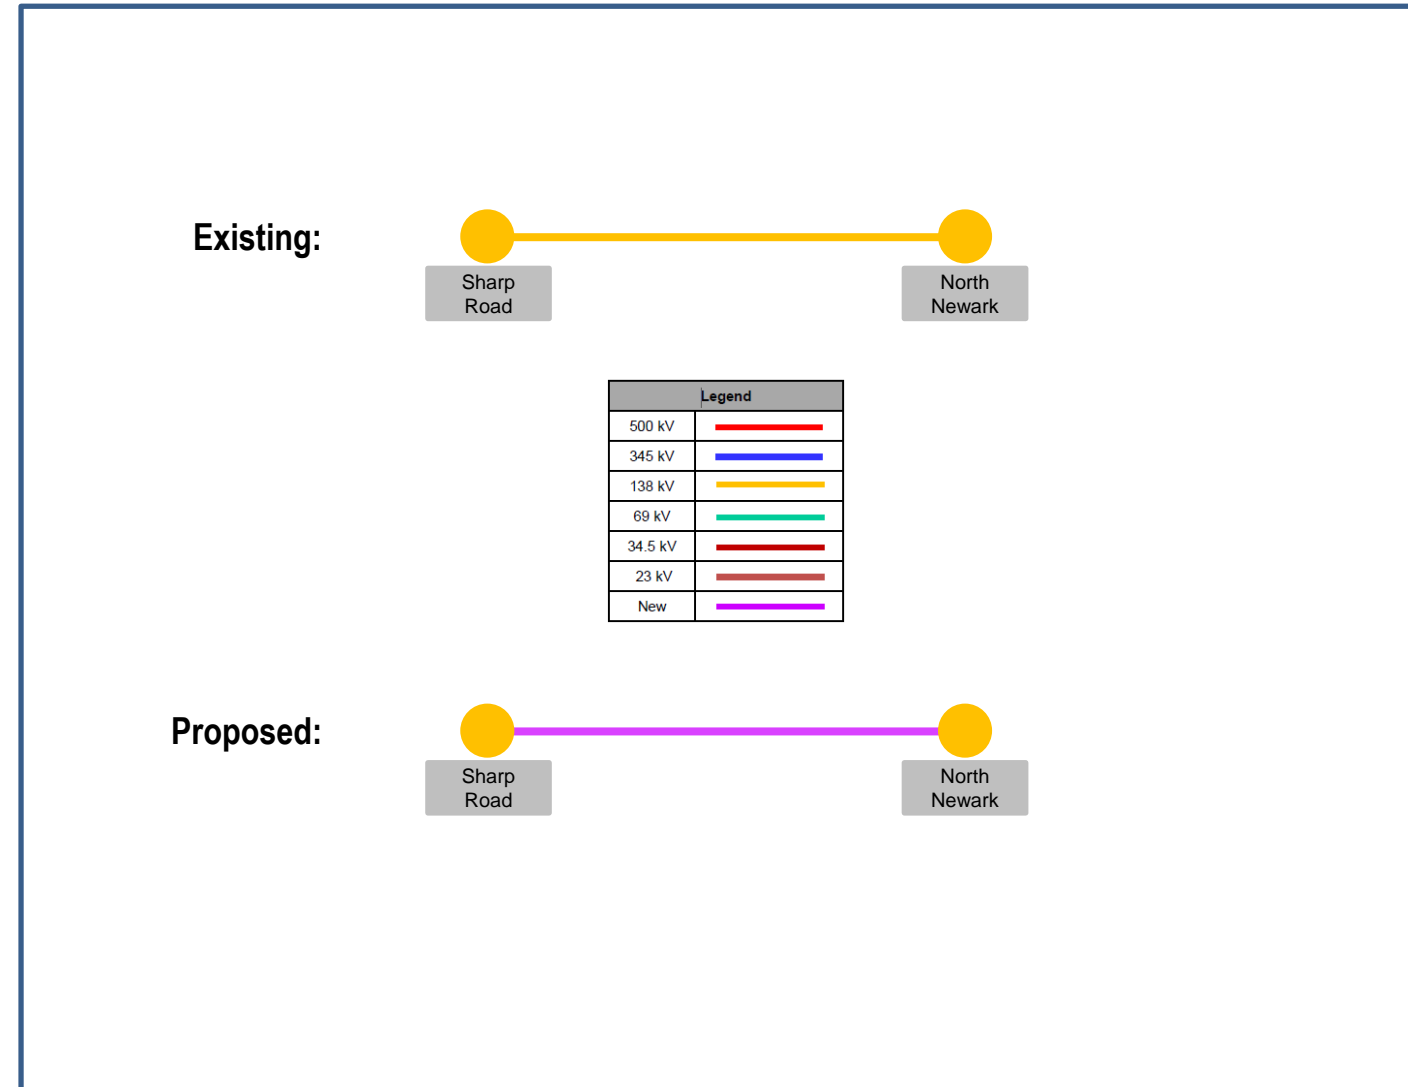 Existing:
Sharp
Road
North
Newark
Legend
500 kV
345 kV
138 kV
69 kV
34.5 kV
23 kV
New
Proposed:
Sharp
Road
North
Newark